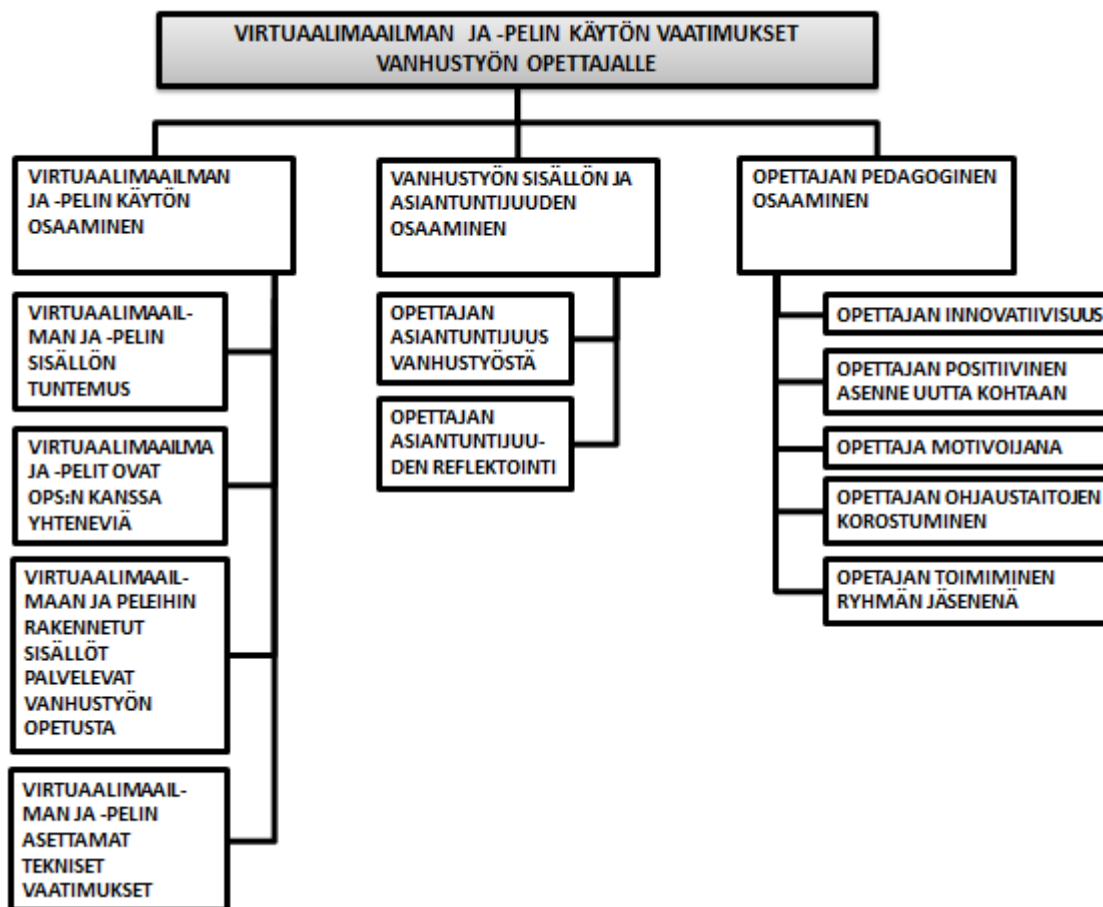 VIRTUAALIMAAILMAN JA -PELIN KÄYTÖN VAATIMUKSET
VANHUSTYÖN OPETTAJALLE
VIRTUAALIMAAILMAN
JA -PELIN KÄYTÖN
OSAAMINEN
VIRTUAALIMAAIL-
MAN JA -PELIN
SISÄLLÖN
TUNTEMUS
VIRTUAALIMAAILMA
JA -PELIT OVAT
OPS:N KANSSA
YHTENEVIÄ
VIRTUAALIMAAIL-
MAAN JA PELEIHIN
RAKENNETUT
SISÄLLÖT
PALVELEVAT
VANHUSTYÖN
OPETUSTA
VIRTUAALIMAAIL-
MAN JA -PELIN
ASETTAMAT
TEKNISET
VAATIMUKSET
VANHUSTYÖN SISÄLLÖN JA
ASIANTUNTIJUUDEN
OSAAMINEN
OPETTAJAN
ASIANTUNTIJUUS
VANHUSTYÖSTÄ
OPETTAJAN
ASIANTUNTIJUU-
DEN REFLEKTOINTI
OPETTAJAN PEDAGOGINEN
OSAAMINEN
OPETTAJAN INNOVATIIVISUUS
OPETTAJAN POSITIIVINEN
ASENNE UUTTA KOHTAAN
OPETTAJA MOTIVOIJANA
OPETTAJAN OHJAUSTAITOJEN
KOROSTUMINEN
OPETAJAN TOIMIMINEN
RYHMÄN JÄSENENÄ